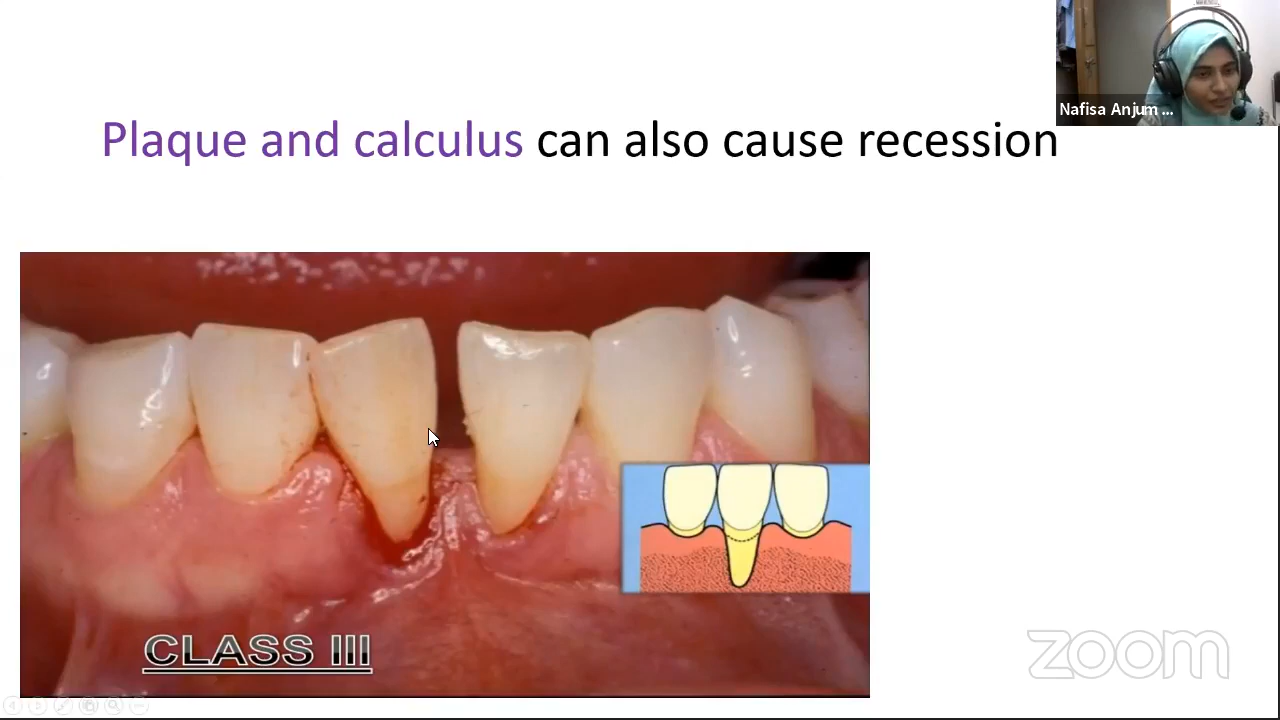 Nafisa Anjum ...
Plaque and calculus can also cause recession
CLASS III
zoom